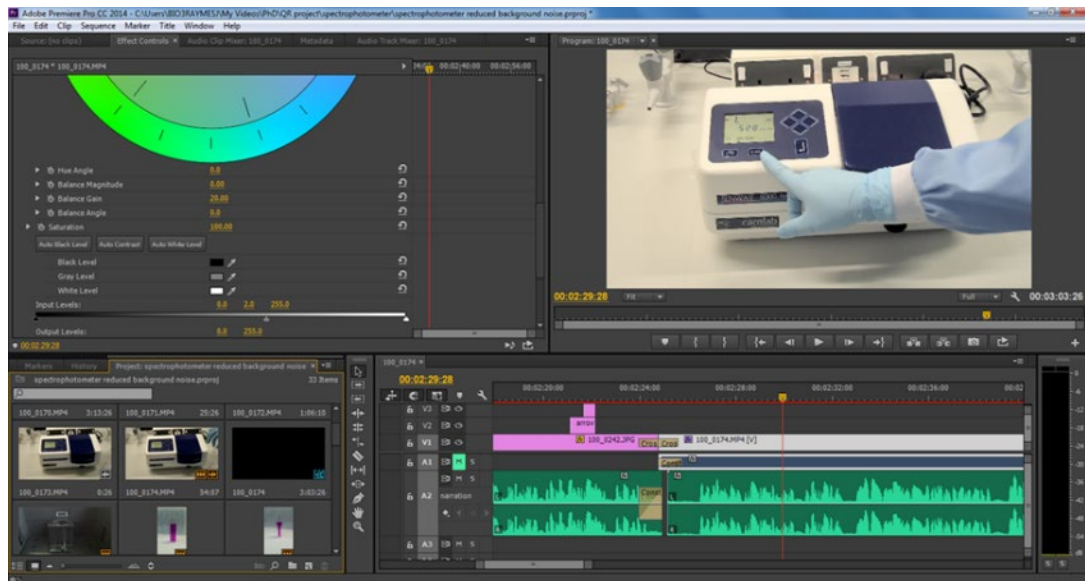 Adobe Premiere Pro CC 2014 - C:\Users\BIO3RAYMESJ\My Videos\PhD\QR project\spectrophotometer\spectrophotometer reduced background noise.prproj *
File Edit Clip Sequence Marker Title Window Help
Source: (no clips) Effect Controls × Audio Clip Mixer: 100_0174 Metadata Audio Track Mixer: 100_0174
Program: 100_0174
100_0174 * 100_0174.MP4
00:02:40:00 00:02:56:00
Hue Angle 0.0
Balance Magnitude 0.00
Balance Gain 20.00
Balance Angle 0.0
Saturation 100.00
Auto Black Level Auto Contrast Auto White Level
Black Level
Gray Level
White Level
Input Levels: 0.0 2.0 255.0
Output Levels: 0.0 255.0
00:02:29:28
camlab
00:02:29:28 Fit Full 00:03:03:26
Markers History Project: spectrophotometer reduced background noise ×
spectrophotometer reduced background noise.prproj 33 Items
100_0170.MP4 3:13:26 100_0171.MP4 25:26 100_0172.MP4 1:06:10
100_0173.MP4 0:26 100_0174.MP4 54:07 100_0174 3:03:26
100_0174 ×
00:02:29:28
00:02:20:00 00:02:24:00 00:02:28:00 00:02:32:00 00:02:36:00 00:02
V3
V2 arrov
V1 100_0242.JPG Cros Cros 100_0174.MP4 [V]
A1 M S
M S
A2 narration Const
A3 M S
S S